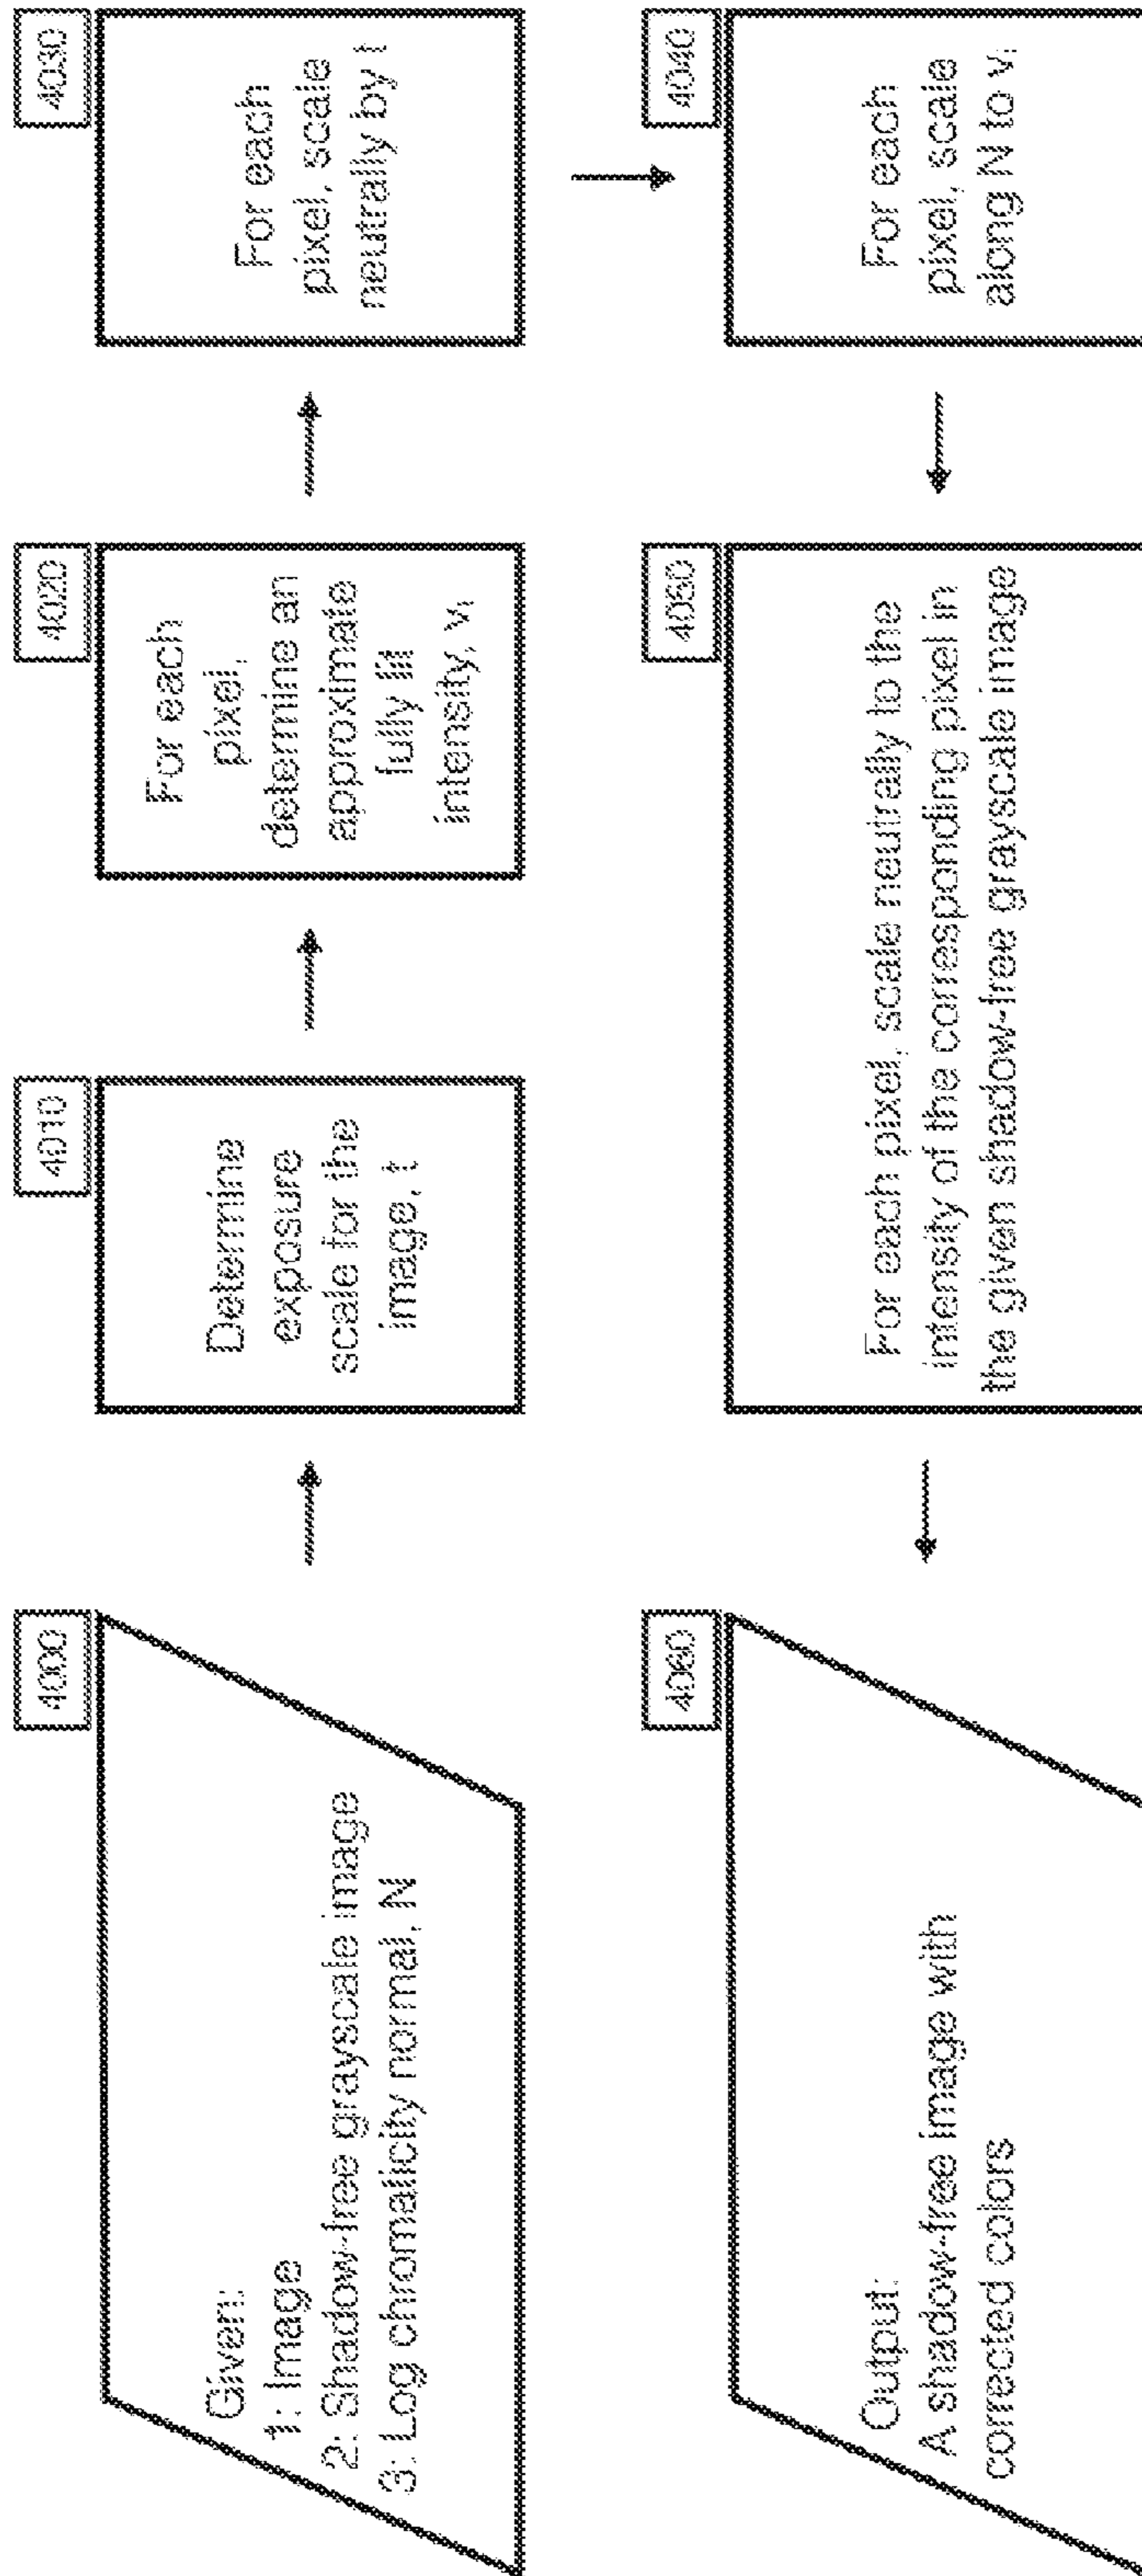 4000
Given:
1: Image
2: Shadow-free grayscale image
3: Log chromaticity normal, N
4010
Determine
exposure
scale for the
image, t
4020
For each
pixel,
determine an
approximate
fully lit
intensity, vᵢ
4030
For each
pixel, scale
neutrally by t
4040
For each
pixel, scale
along N to vᵢ
4050
For each pixel, scale neutrally to the
intensity of the corresponding pixel in
the given shadow-free grayscale image
4060
Output:
A shadow-free image with
corrected colors